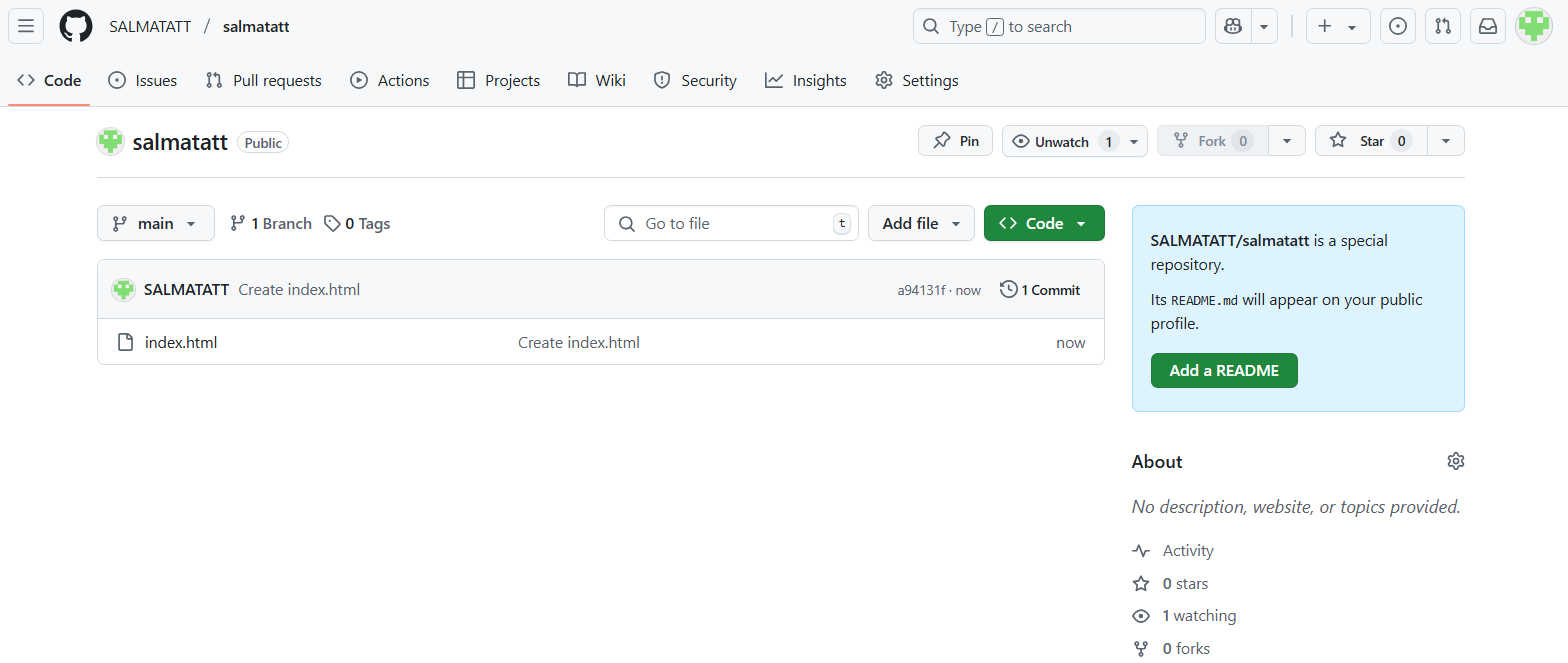 SALMATATT / salmatatt
Type / to search
Code
Issues
Pull requests
Actions
Projects
Wiki
Security
Insights
Settings
salmatatt Public
Pin
Unwatch 1
Fork 0
Star 0
main
1 Branch
0 Tags
Go to file t
Add file
Code
SALMATATT Create index.html a94131f · now 1 Commit
index.html Create index.html now
SALMATATT/salmatatt is a special
repository.
Its README.md will appear on your public
profile.
Add a README
About
No description, website, or topics provided.
Activity
0 stars
1 watching
0 forks